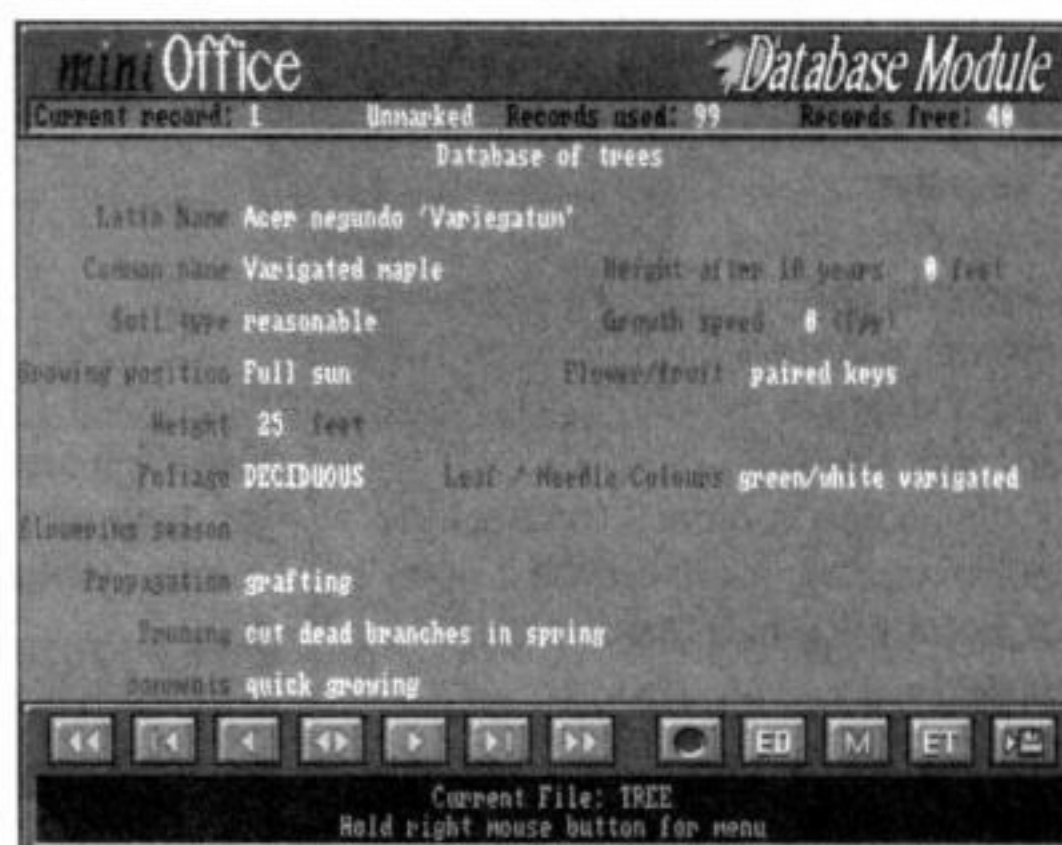 mini Office Database Module
Current record: 1 Unmarked Records used: 99 Records free: 40
Database of trees
Latin Name Acer negundo 'Variegatum'
Common name Varigated maple Height after 10 years 0 feet
Soil type reasonable Growth speed 0 (fpy)
Growing position Full sun Flower/fruit paired keys
Height 25 feet
Foliage DECIDUOUS Leaf / Needle Colours green/white varigated
Flowering season
Propagation grafting
Pruning cut dead branches in spring
Comments quick growing
ED M ET
Current File: TREE
Hold right mouse button for menu